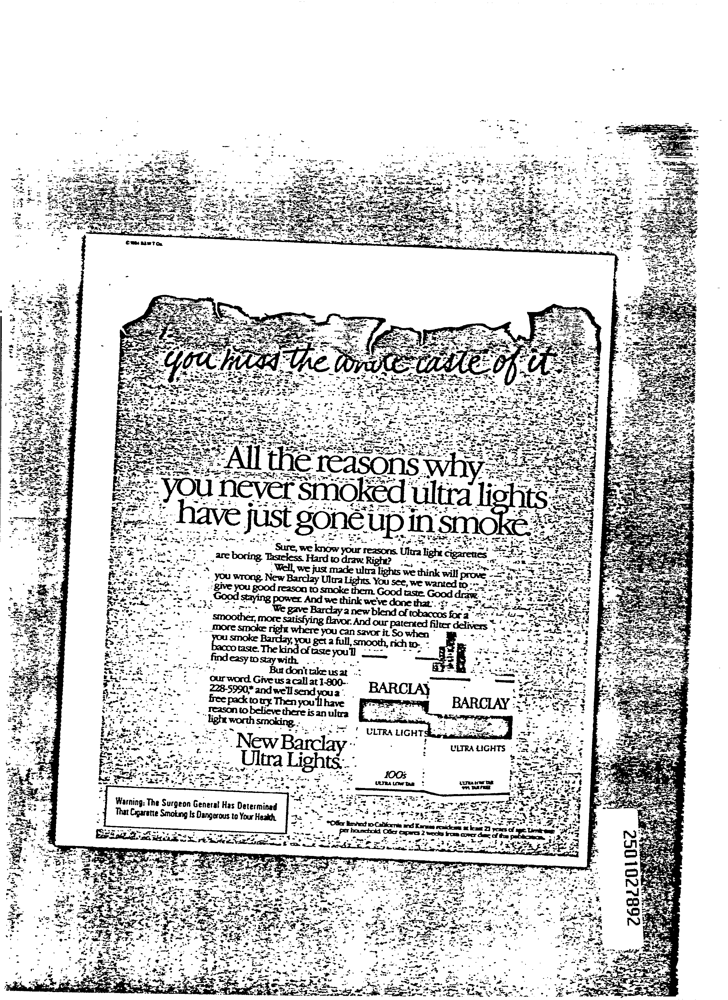 © 1984 B&W T Co.
you miss the whole taste of it.
All the reasons why
you never smoked ultra lights
have just gone up in smoke.
Sure, we know your reasons. Ultra light cigarettes
are boring. Tasteless. Hard to draw. Right?
Well, we just made ultra lights we think will prove
you wrong. New Barclay Ultra Lights. You see, we wanted to
give you good reason to smoke them. Good taste. Good draw.
Good staying power. And we think we've done that.
We gave Barclay a new blend of tobaccos for a
smoother, more satisfying flavor. And our patented filter delivers
more smoke right where you can savor it. So when
you smoke Barclay, you get a full, smooth, rich to-
bacco taste. The kind of taste you'll
find easy to stay with.
But don't take us at
our word. Give us a call at 1-800-
228-5990,* and we'll send you a
free pack to try. Then you'll have
reason to believe there is an ultra
light worth smoking.
New Barclay
Ultra Lights.
BARCLAY
ULTRA LIGHTS
100's
ULTRA LOW TAR
BARCLAY
ULTRA LIGHTS
ULTRA LOW TAR
99% TAR FREE
Warning: The Surgeon General Has Determined
That Cigarette Smoking Is Dangerous to Your Health.
*Offer limited to California and Kansas residents at least 21 years of age. Limit one
per household. Offer expires 2 weeks from cover date of this publication.
2501027892